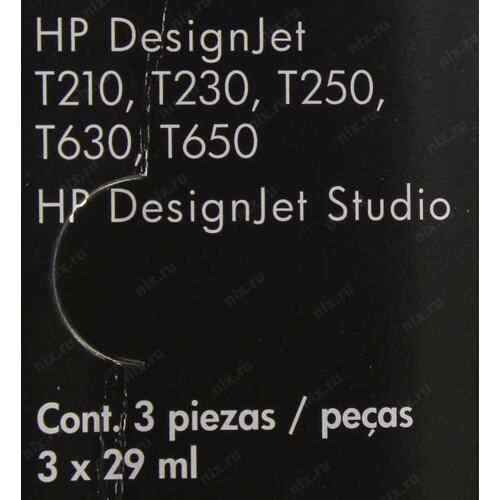 HP DesignJet
T210, T230, T250,
T630, T650
HP DesignJet Studio
Cont. 3 piezas / peças
3 x 29 ml